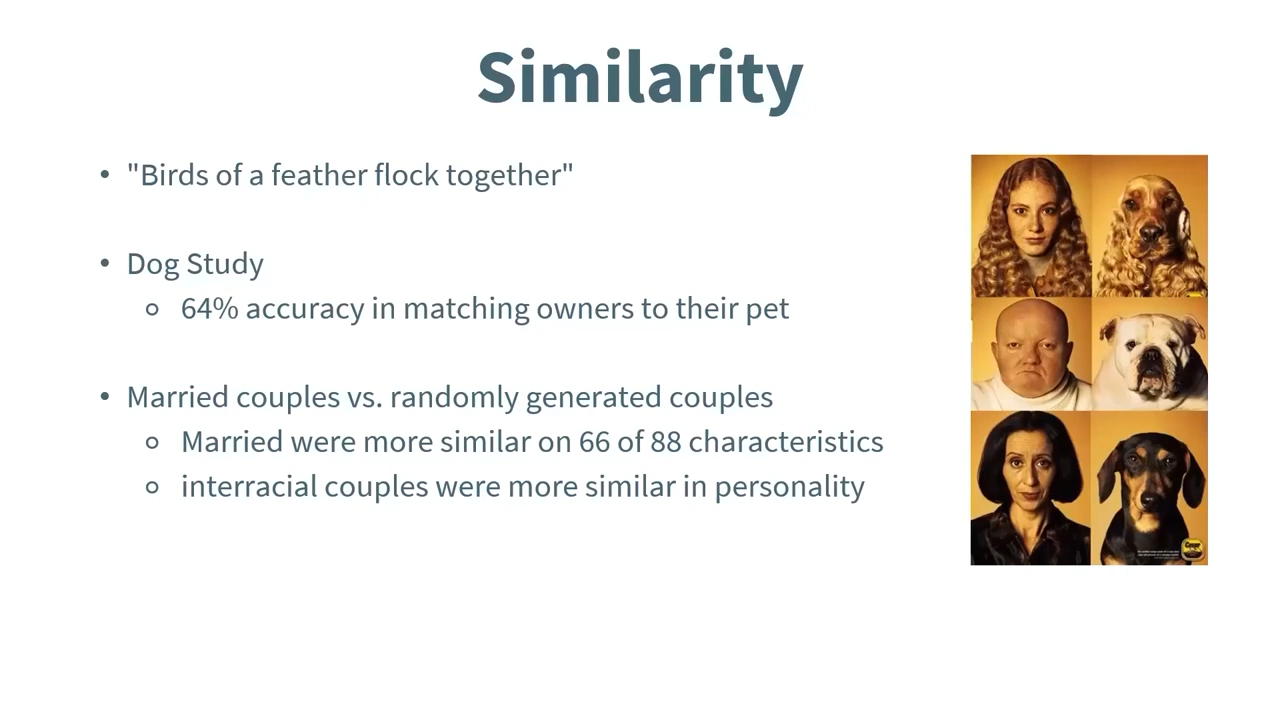 Similarity
• "Birds of a feather flock together"
• Dog Study
○ 64% accuracy in matching owners to their pet
• Married couples vs. randomly generated couples
○ Married were more similar on 66 of 88 characteristics
○ interracial couples were more similar in personality